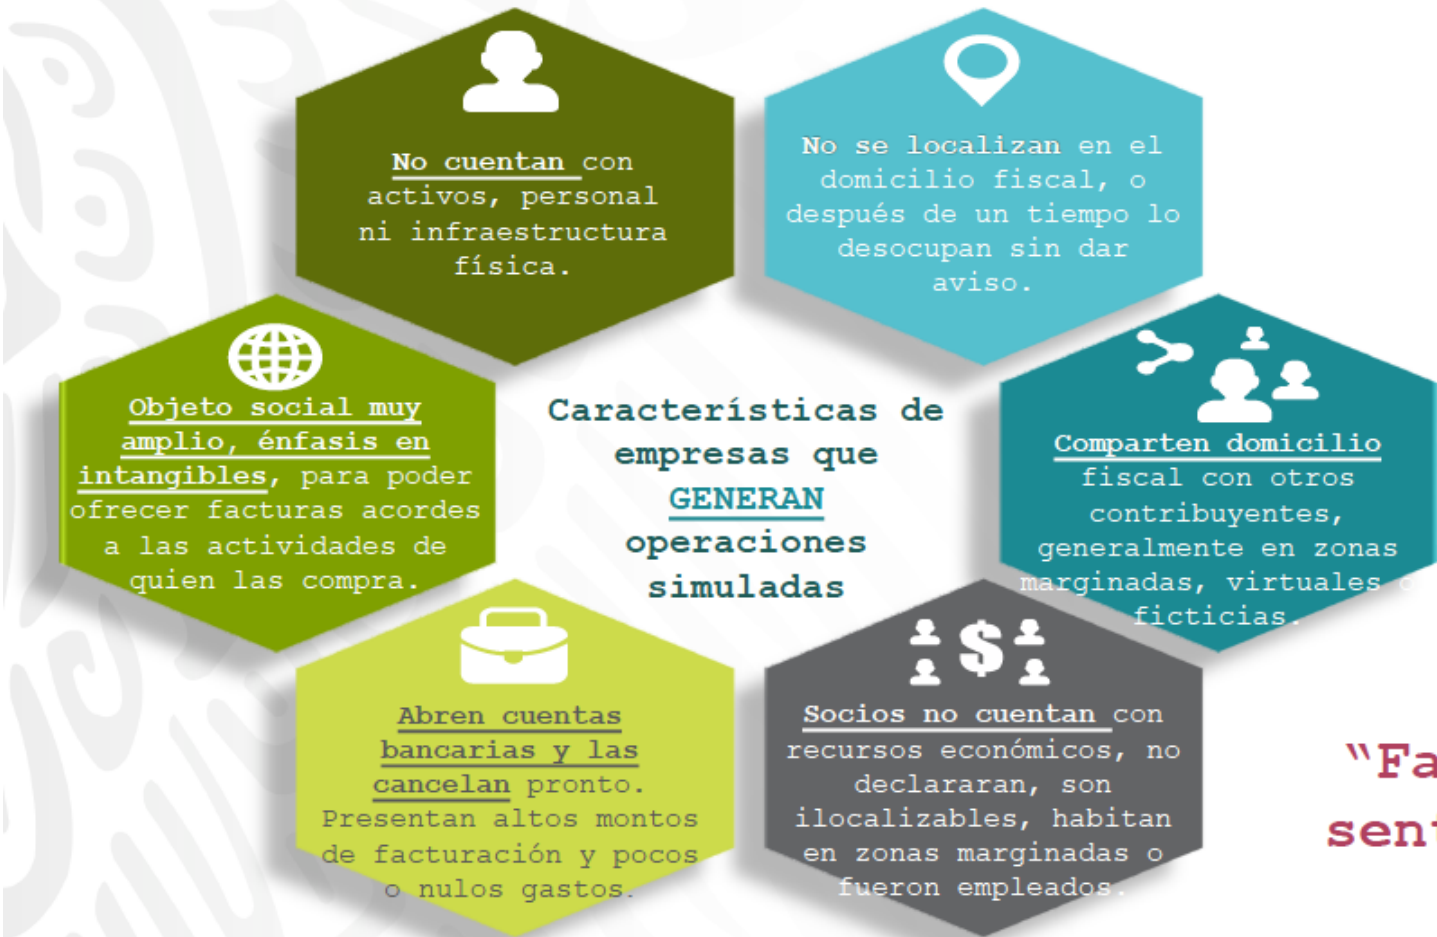 No cuentan con
activos, personal
ni infraestructura
física.
No se localizan en el
domicilio fiscal, o
después de un tiempo lo
desocupan sin dar
aviso.
Objeto social muy
amplio, énfasis en
intangibles, para poder
ofrecer facturas acordes
a las actividades de
quien las compra.
Características de
empresas que
GENERAN
operaciones
simuladas
Comparten domicilio
fiscal con otros
contribuyentes,
generalmente en zonas
marginadas, virtuales o
ficticias.
Abren cuentas
bancarias y las
cancelan pronto.
Presentan altos montos
de facturación y pocos
o nulos gastos.
Socios no cuentan con
recursos económicos, no
declararan, son
ilocalizables, habitan
en zonas marginadas o
fueron empleados.